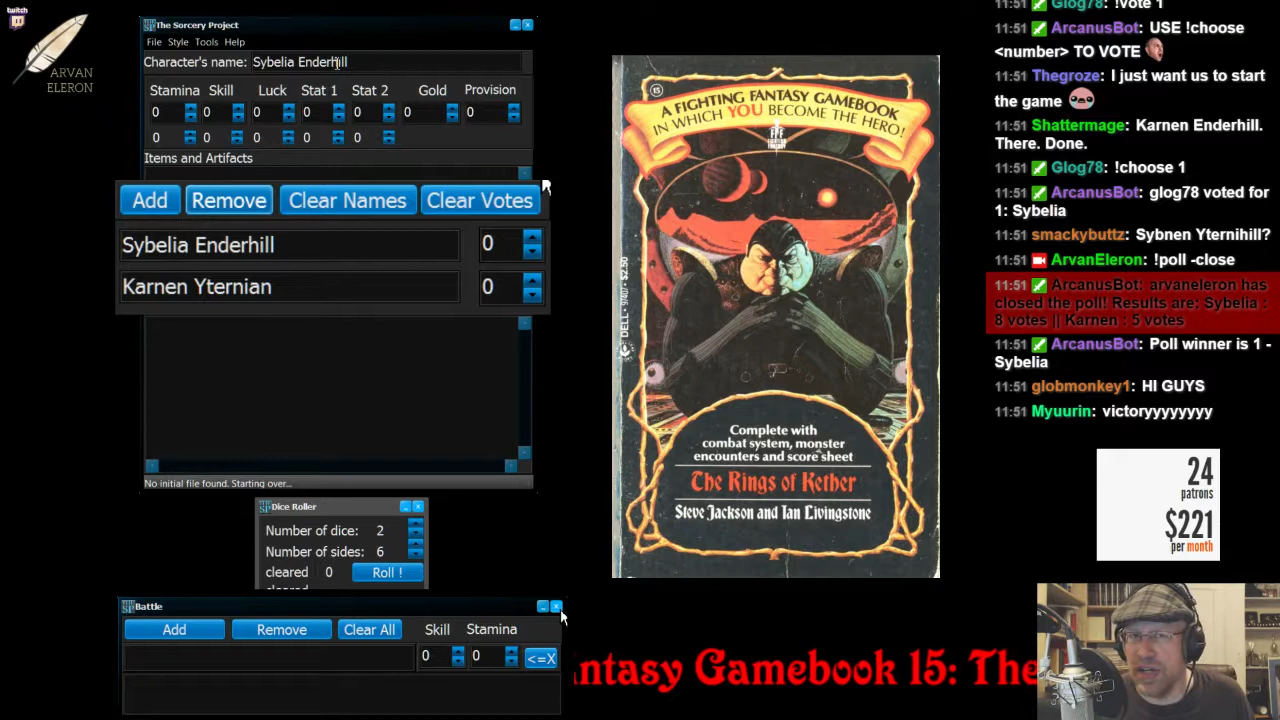 twitch
ARVAN
ELERON
The Sorcery Project
File Style Tools Help
Character's name: Sybelia Enderhill
Stamina Skill Luck Stat 1 Stat 2 Gold Provision
0 0 0 0 0 0 0
0 0 0 0 0
Items and Artifacts
Add Remove Clear Names Clear Votes
Sybelia Enderhill 0
Karnen Yternian 0
No initial file found. Starting over...
Dice Roller
Number of dice: 2
Number of sides: 6
cleared 0 Roll !
Battle
Add Remove Clear All Skill Stamina
0 0 <=X
15
A FIGHTING FANTASY GAMEBOOK
IN WHICH YOU BECOME THE HERO!
DELL • 97407 • $2.50
Complete with
combat system, monster
encounters and score sheet
The Rings of Kether
Steve Jackson and Ian Livingstone
ntasy Gamebook 15: The
Glog78: !vote 1
11:51 ArcanusBot: USE !choose
<number> TO VOTE
11:51 Thegroze: I just want us to start
the game
11:51 Shattermage: Karnen Enderhill.
There. Done.
11:51 Glog78: !choose 1
11:51 ArcanusBot: glog78 voted for
1: Sybelia
11:51 smackybuttz: Sybnen Yternihill?
11:51 ArvanEleron: !poll -close
11:51 ArcanusBot: arvaneleron has
closed the poll! Results are: Sybelia :
8 votes || Karnen : 5 votes
11:51 ArcanusBot: Poll winner is 1 -
Sybelia
11:51 globmonkey1: HI GUYS
11:51 Myuurin: victoryyyyyyyy
24
patrons
$221
per month